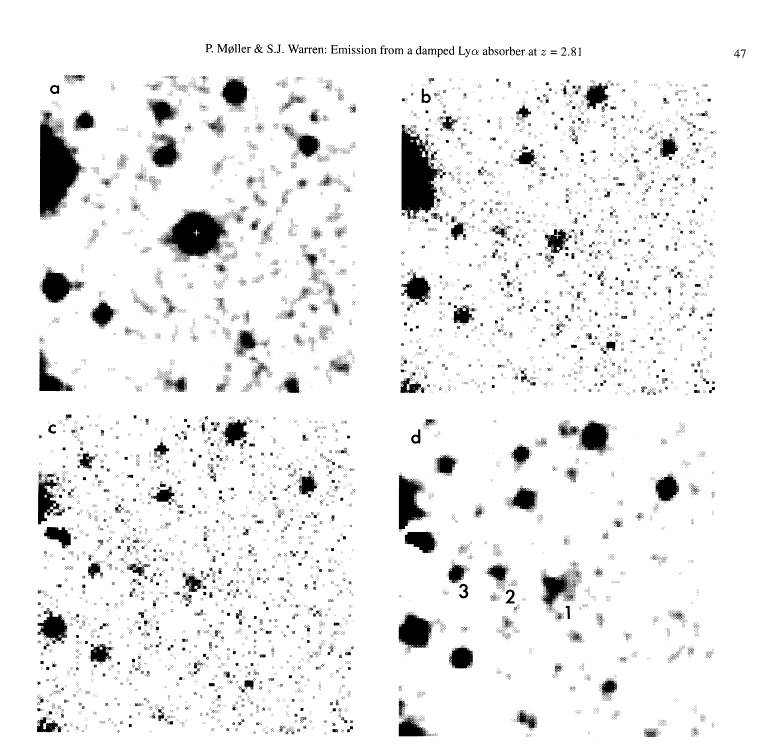 P. Møller & S.J. Warren: Emission from a damped Lyα absorber at z = 2.81
47
a
b
c
d
3
2
1